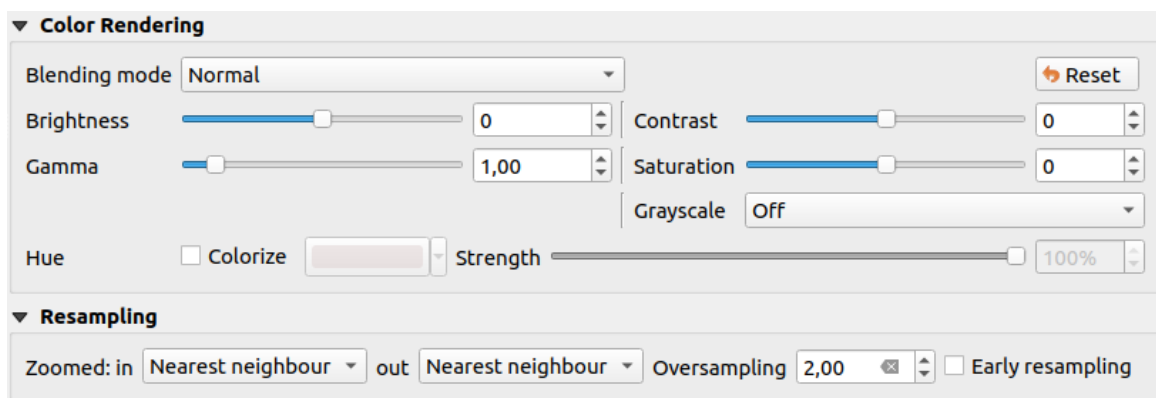 Color Rendering
Blending mode Normal Reset
Brightness 0 Contrast 0
Gamma 1,00 Saturation 0
Grayscale Off
Hue Colorize Strength 100%
Resampling
Zoomed: in Nearest neighbour out Nearest neighbour Oversampling 2,00 Early resampling